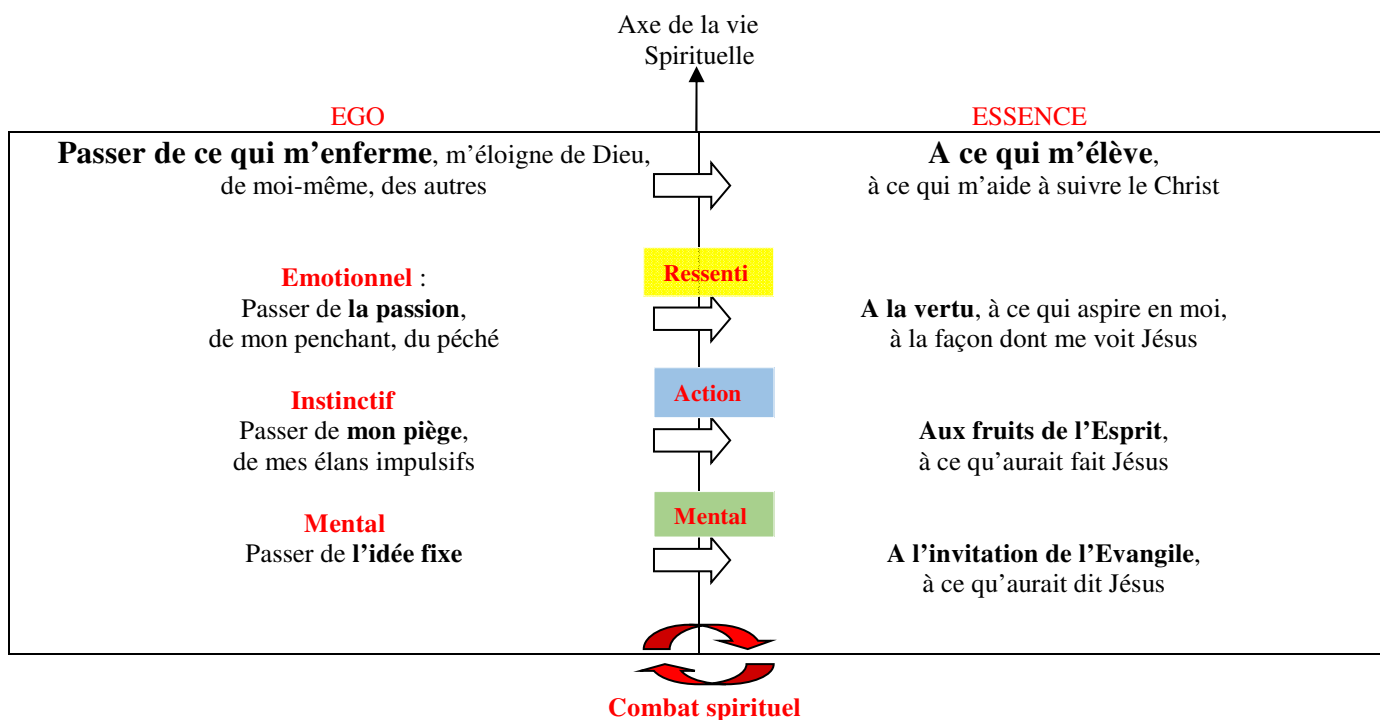 Axe de la vie
Spirituelle
EGO
ESSENCE
Passer de ce qui m'enferme, m'éloigne de Dieu,
de moi-même, des autres
A ce qui m'élève,
à ce qui m'aide à suivre le Christ
Ressenti
Emotionnel :
Passer de la passion,
de mon penchant, du péché
A la vertu, à ce qui aspire en moi,
à la façon dont me voit Jésus
Action
Instinctif
Passer de mon piège,
de mes élans impulsifs
Aux fruits de l'Esprit,
à ce qu'aurait fait Jésus
Mental
Mental
Passer de l'idée fixe
A l'invitation de l'Evangile,
à ce qu'aurait dit Jésus
Combat spirituel